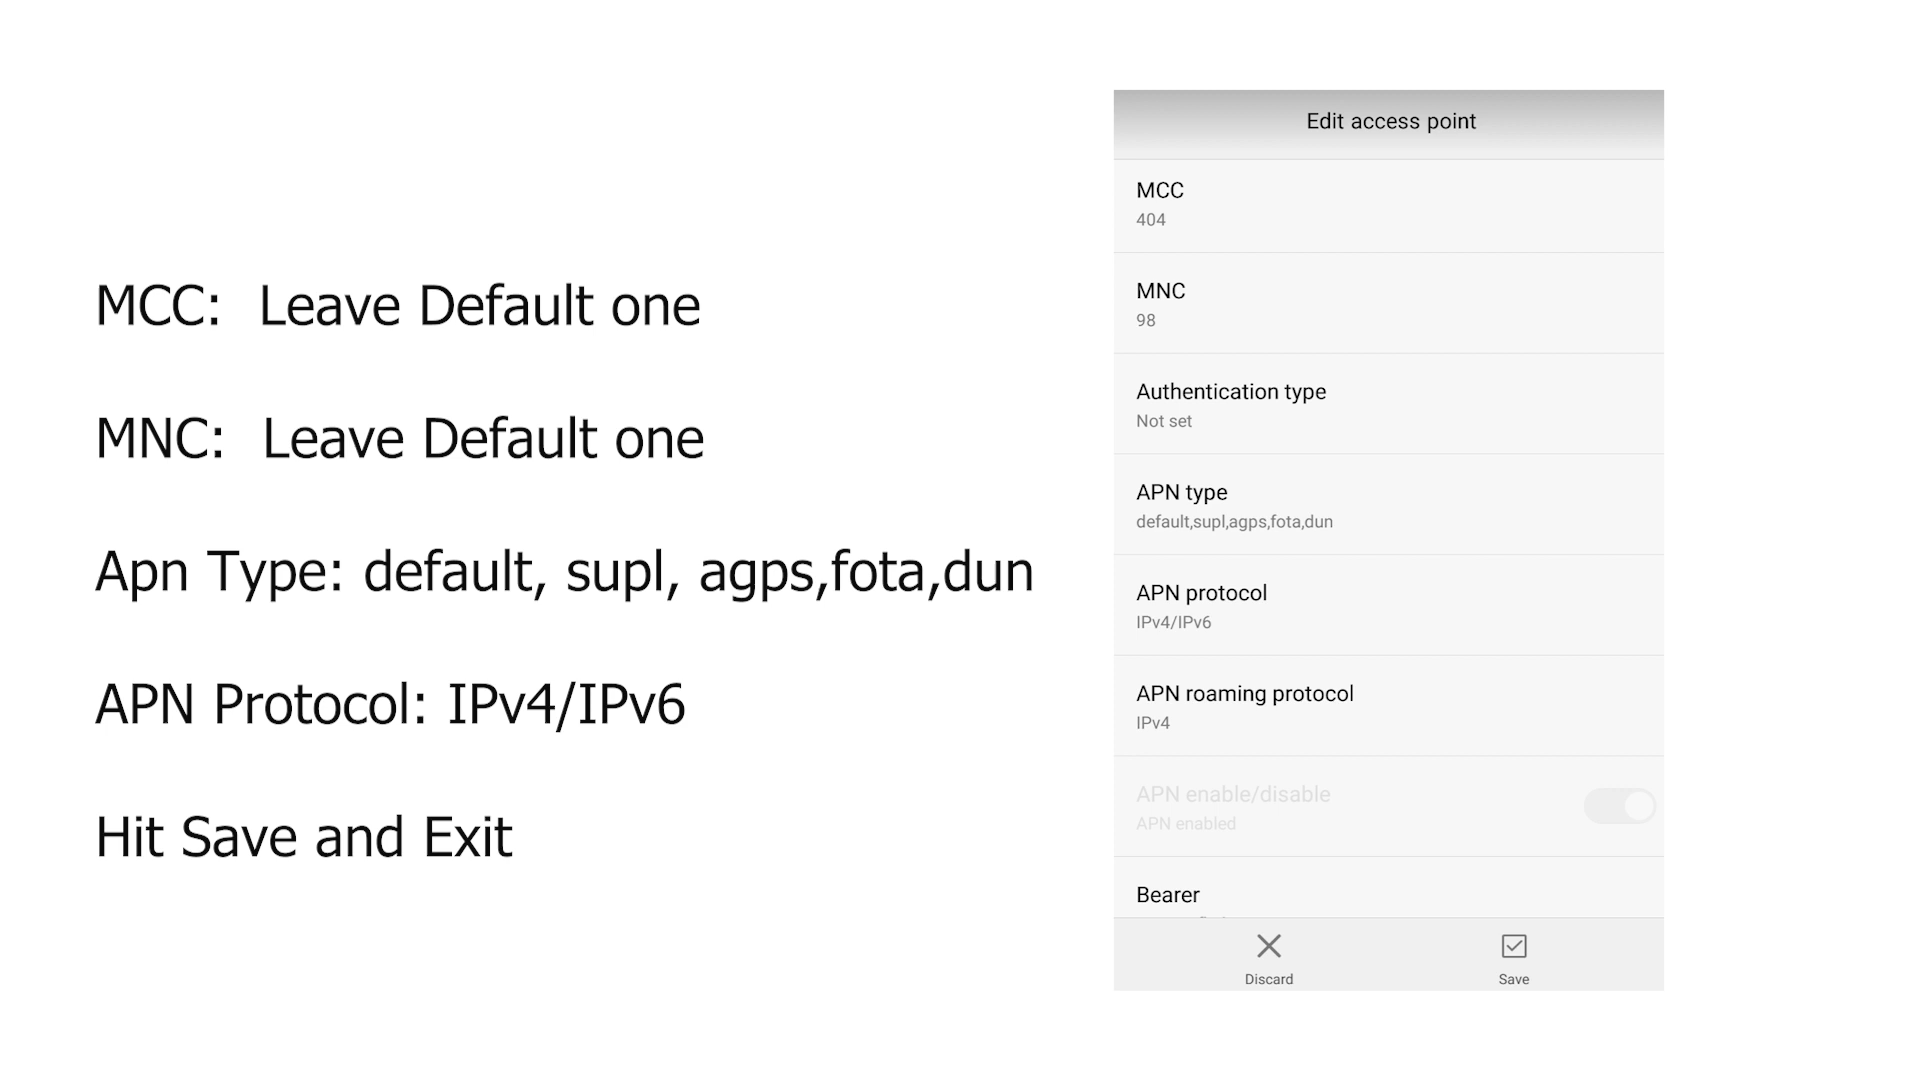 MCC:  Leave Default one
MNC:  Leave Default one
Apn Type: default, supl, agps,fota,dun
APN Protocol: IPv4/IPv6
Hit Save and Exit
Edit access point
MCC
404
MNC
98
Authentication type
Not set
APN type
default,supl,agps,fota,dun
APN protocol
IPv4/IPv6
APN roaming protocol
IPv4
APN enable/disable
APN enabled
Bearer
Discard
Save